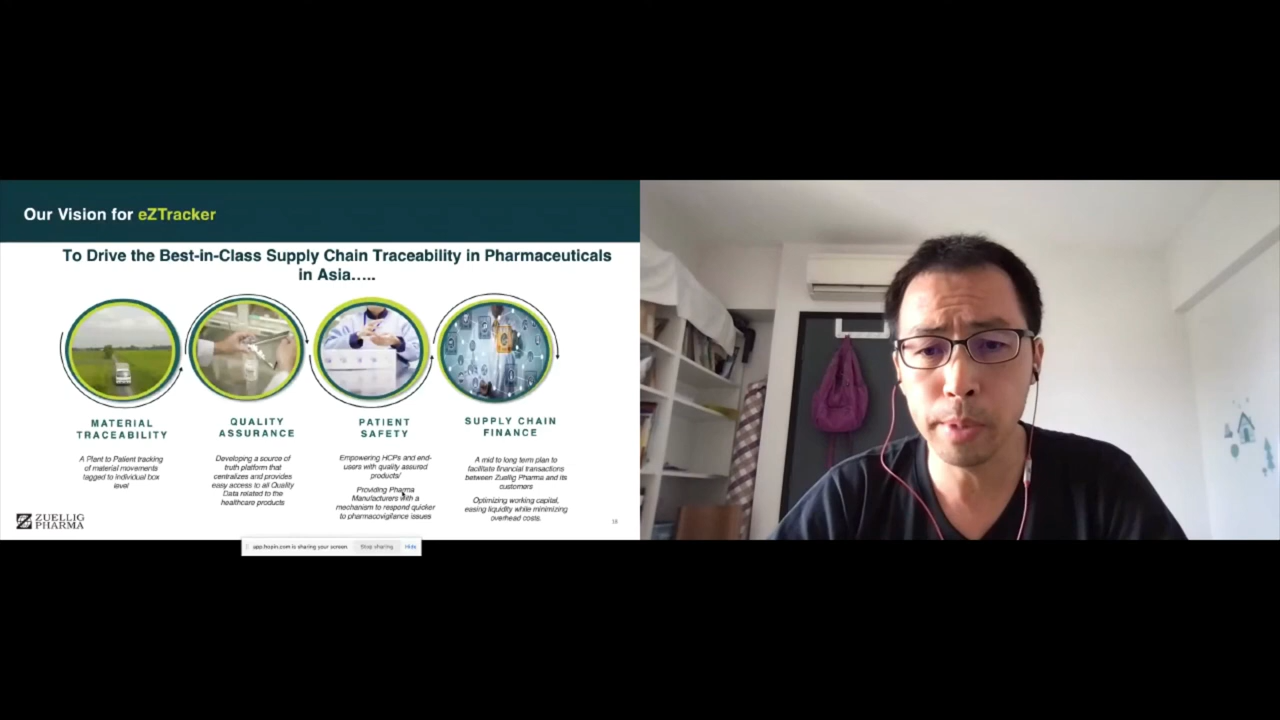 Our Vision for eZTracker
To Drive the Best-in-Class Supply Chain Traceability in Pharmaceuticals
in Asia.....
MATERIAL
TRACEABILITY
A Plant to Patient tracking
of material movements
tagged to individual box
level
QUALITY
ASSURANCE
Developing a source of
truth platform that
centralizes and provides
easy access to all Quality
Data related to the
healthcare products
PATIENT
SAFETY
Empowering HCPs and end-
users with quality assured
products/
Providing Pharma
Manufacturers with a
mechanism to respond quicker
to pharmacovigilance issues
SUPPLY CHAIN
FINANCE
A mid to long term plan to
facilitate financial transactions
between Zuellig Pharma and its
customers
Optimizing working capital,
easing liquidity while minimizing
overhead costs.
ZUELLIG
PHARMA
app.hopin.com is sharing your screen. Stop sharing Hide